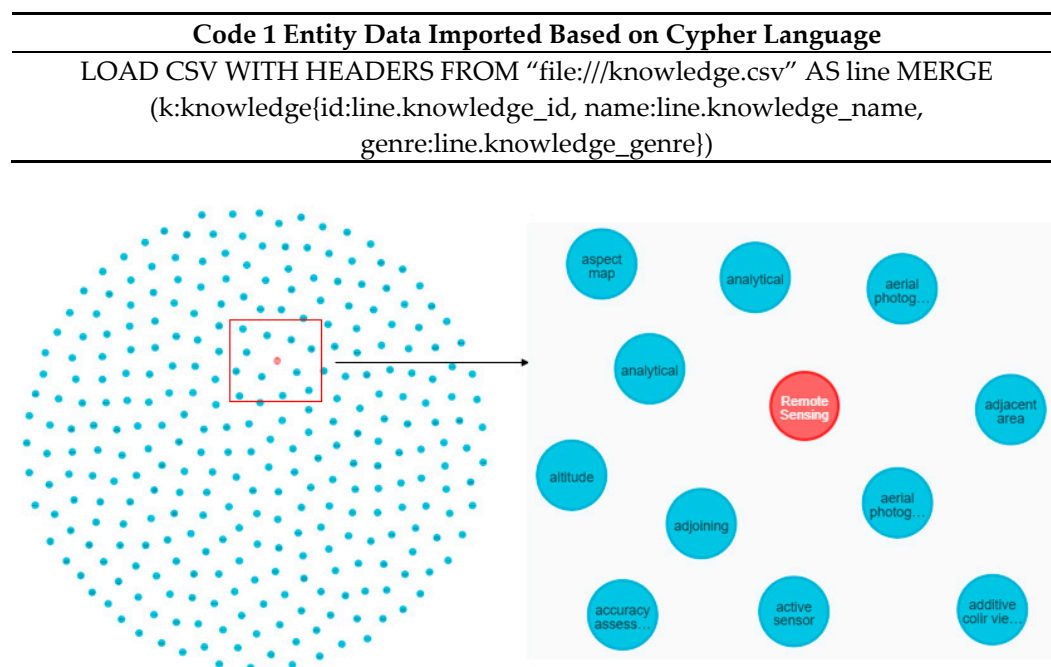 Code 1 Entity Data Imported Based on Cypher Language
LOAD CSV WITH HEADERS FROM “file:///knowledge.csv” AS line MERGE
(k:knowledge{id:line.knowledge_id, name:line.knowledge_name,
genre:line.knowledge_genre})
aspect
map
analytical
aerial
photog…
analytical
Remote
Sensing
adjacent
area
altitude
aerial
photog…
adjoining
accuracy
assess…
active
sensor
additive
colir vie…